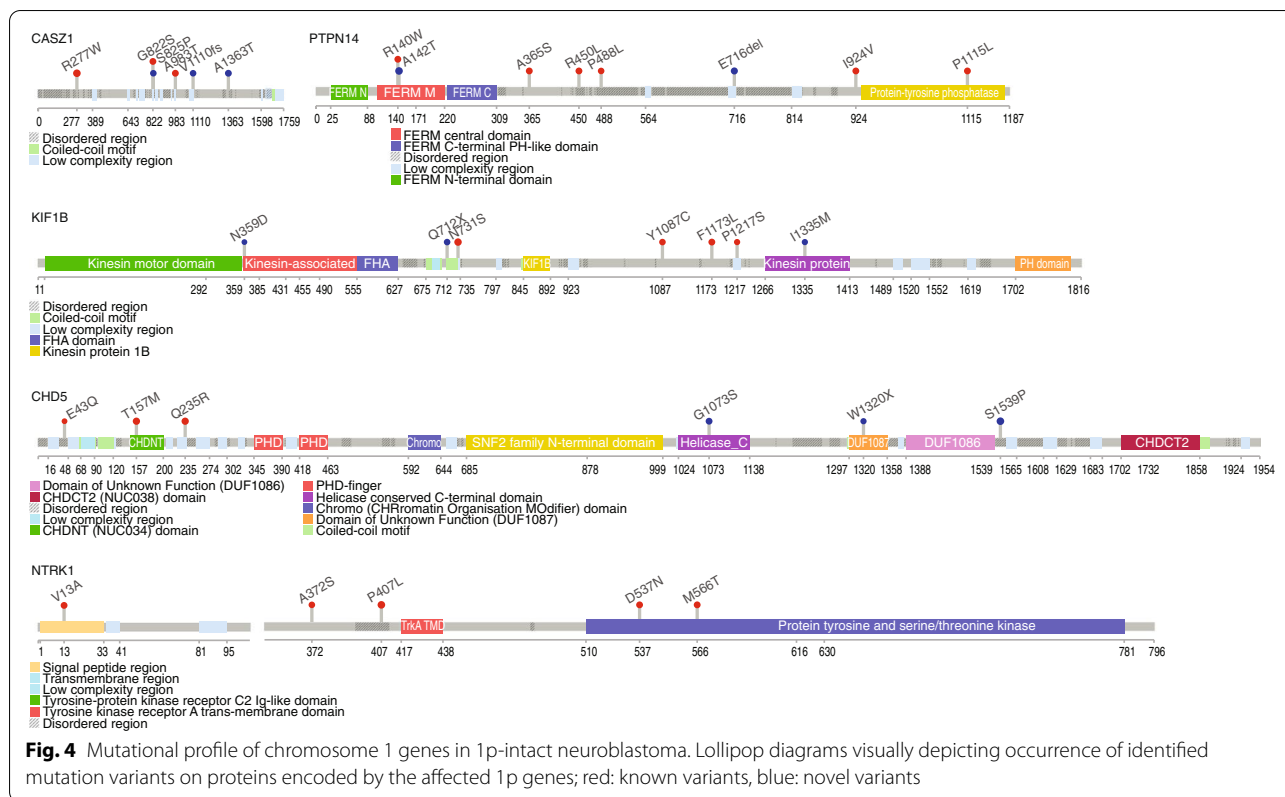 CASZ1
R277W
G822S
S825P
A983T
V1110fs
A1363T
0 277 389 643 822 983 1110 1363 1598 1759
Disordered region
Coiled-coil motif
Low complexity region
PTPN14
R140W
A142T
A365S
R450L
P488L
E716del
I924V
P1115L
FERM N FERM M FERM C Protein-tyrosine phosphatase
0 25 88 140 171 220 309 365 450 488 564 716 814 924 1115 1187
FERM central domain
FERM C-terminal PH-like domain
Disordered region
Low complexity region
FERM N-terminal domain
KIF1B
N359D
Q712X
N731S
Y1087C
F1173L
P1217S
I1335M
Kinesin motor domain Kinesin-associated FHA KIF1B Kinesin protein PH domain
11 292 359 385 431 455 490 555 627 675 712 735 797 845 892 923 1087 1173 1217 1266 1335 1413 1489 1520 1552 1619 1702 1816
Disordered region
Coiled-coil motif
Low complexity region
FHA domain
Kinesin protein 1B
CHD5
E43Q
T157M
Q235R
G1073S
W1320X
S1539P
CHDNT PHD PHD Chromo SNF2 family N-terminal domain Helicase_C DUF1087 DUF1086 CHDCT2
16 48 68 90 120 157 200 235 274 302 345 390 418 463 592 644 685 878 999 1024 1073 1138 1297 1320 1358 1388 1539 1565 1608 1629 1683 1702 1732 1858 1924 1954
Domain of Unknown Function (DUF1086)
CHDCT2 (NUC038) domain
Disordered region
Low complexity region
CHDNT (NUC034) domain
PHD-finger
Helicase conserved C-terminal domain
Chromo (CHRromatin Organisation MOdifier) domain
Domain of Unknown Function (DUF1087)
Coiled-coil motif
NTRK1
V13A
A372S
P407L
D537N
M566T
TrkA TMD Protein tyrosine and serine/threonine kinase
1 13 33 41 81 95 372 407 417 438 510 537 566 616 630 781 796
Signal peptide region
Transmembrane region
Low complexity region
Tyrosine-protein kinase receptor C2 Ig-like domain
Tyrosine kinase receptor A trans-membrane domain
Disordered region
Fig. 4 Mutational profile of chromosome 1 genes in 1p-intact neuroblastoma. Lollipop diagrams visually depicting occurrence of identified
mutation variants on proteins encoded by the affected 1p genes; red: known variants, blue: novel variants